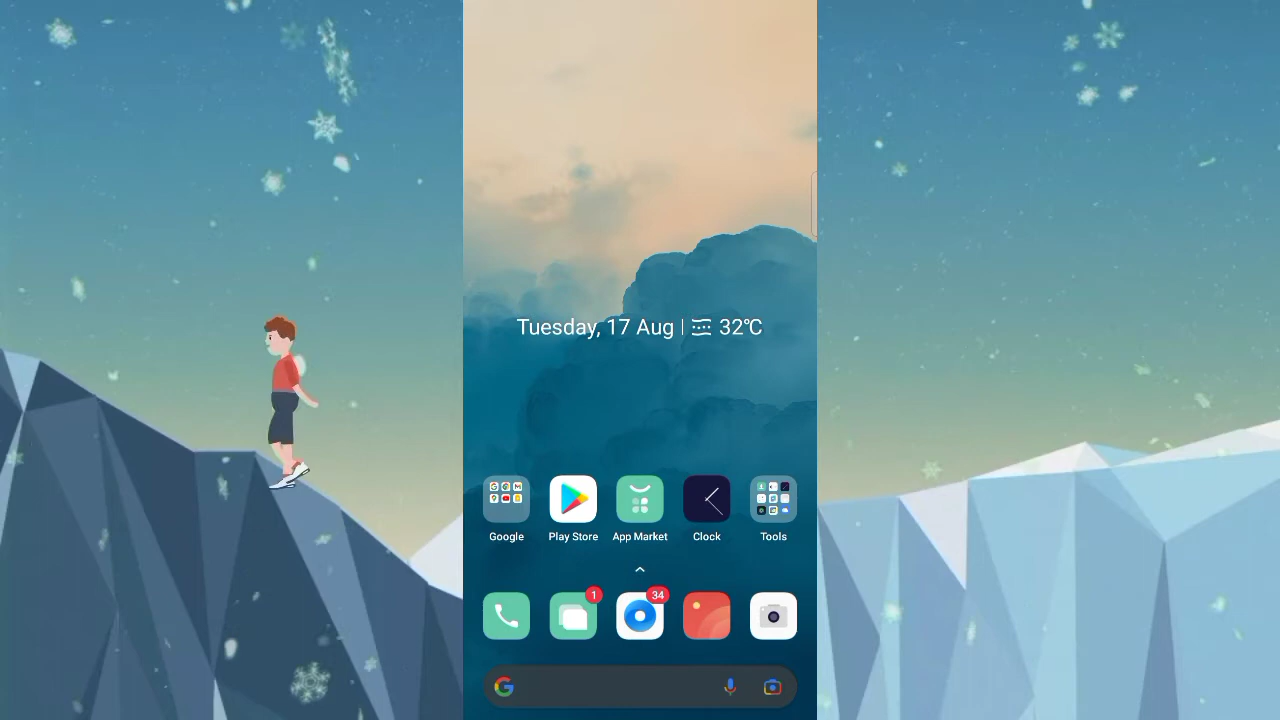 Tuesday, 17 Aug | 32°C
Google
Play Store
App Market
Clock
Tools
1
34